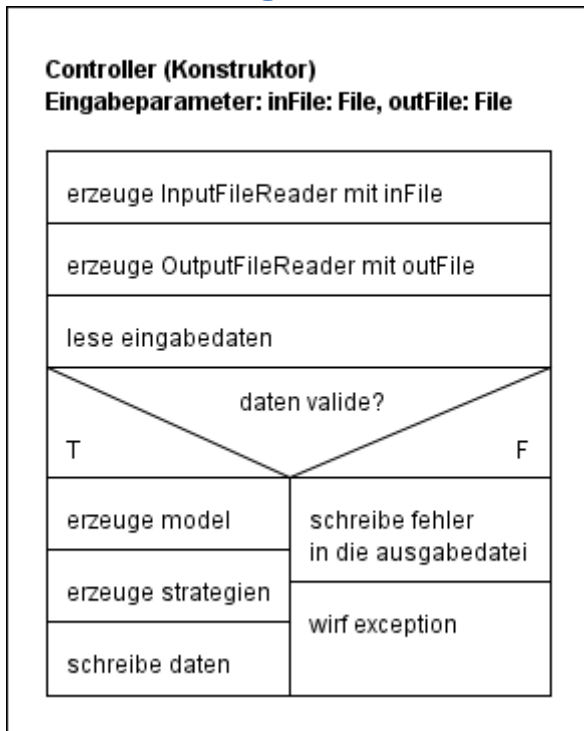 Controller (Konstruktor)
Eingabeparameter: inFile: File, outFile: File
erzeuge InputFileReader mit inFile
erzeuge OutputFileReader mit outFile
lese eingabedaten
daten valide?
T
F
erzeuge model
erzeuge strategien
schreibe daten
schreibe fehler
in die ausgabedatei
wirf exception